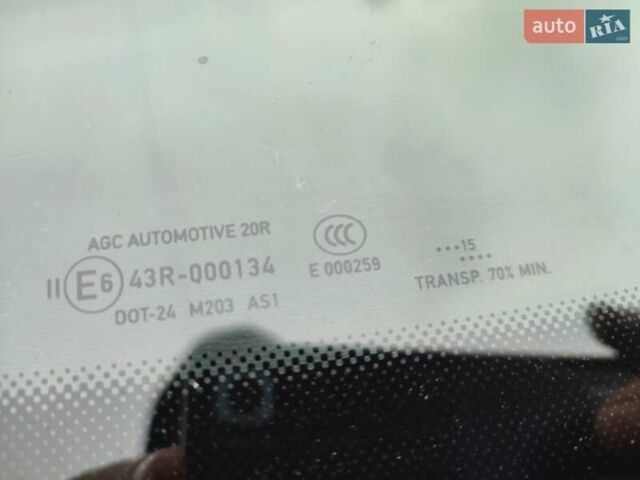 auto RIA.com
AGC AUTOMOTIVE 20R
II E6 43R-000134
DOT-24 M203 AS1
CCC
E 000259
•••15
••••
TRANSP. 70% MIN.